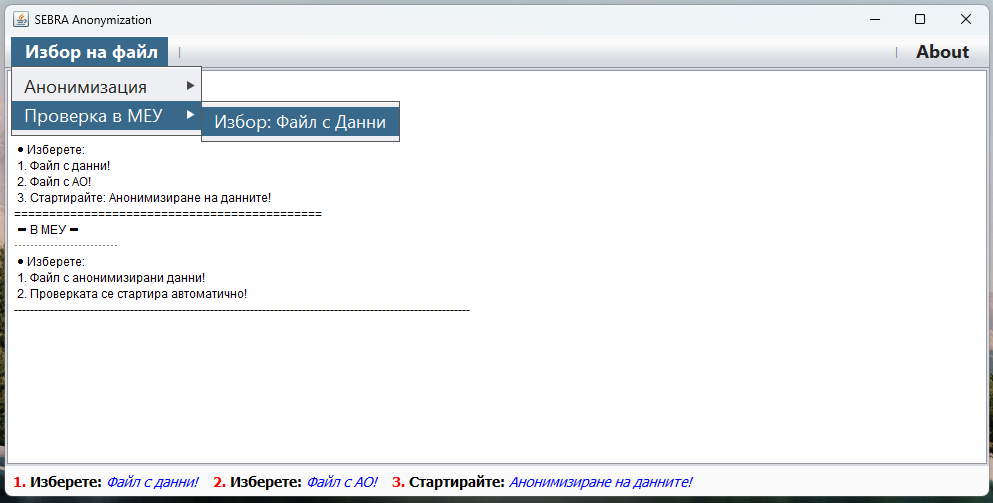 SEBRA Anonymization
Избор на файл | | About
Анонимизация
Проверка в МЕУ
Избор: Файл с Данни
● Изберете:
1. Файл с данни!
2. Файл с АО!
3. Стартирайте: Анонимизиране на данните!
============================================
━ В МЕУ ━
--------------------------
● Изберете:
1. Файл с анонимизирани данни!
2. Проверката се стартира автоматично!
------------------------------------------------------------------------------------------------------------------
1. Изберете: Файл с данни! 2. Изберете: Файл с АО! 3. Стартирайте: Анонимизиране на данните!